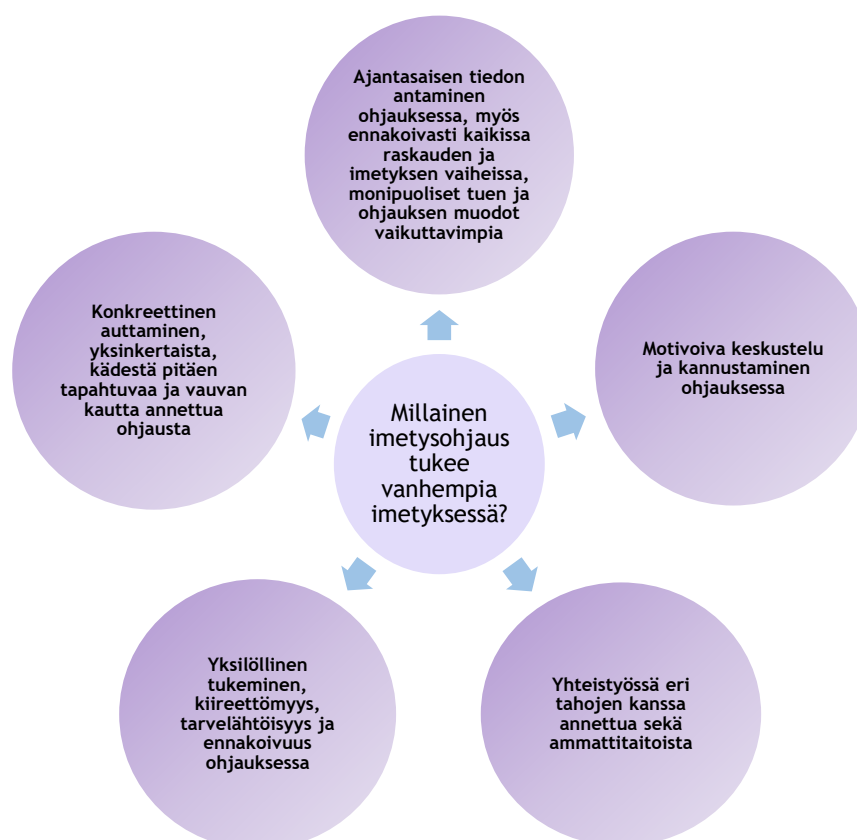 Ajantasaisen tiedon
antaminen
ohjauksessa, myös
ennakoivasti kaikissa
raskauden ja
imetyksen vaiheissa,
monipuoliset tuen ja
ohjauksen muodot
vaikuttavimpia
Konkreettinen
auttaminen,
yksinkertaista,
kädestä pitäen
tapahtuvaa ja vauvan
kautta annettua
ohjausta
Motivoiva keskustelu
ja kannustaminen
ohjauksessa
Millainen
imetysohjaus
tukee
vanhempia
imetyksessä?
Yksilöllinen
tukeminen,
kiireettömyys,
tarvelähtöisyys ja
ennakoivuus
ohjauksessa
Yhteistyössä eri
tahojen kanssa
annettua sekä
ammattitaitoista